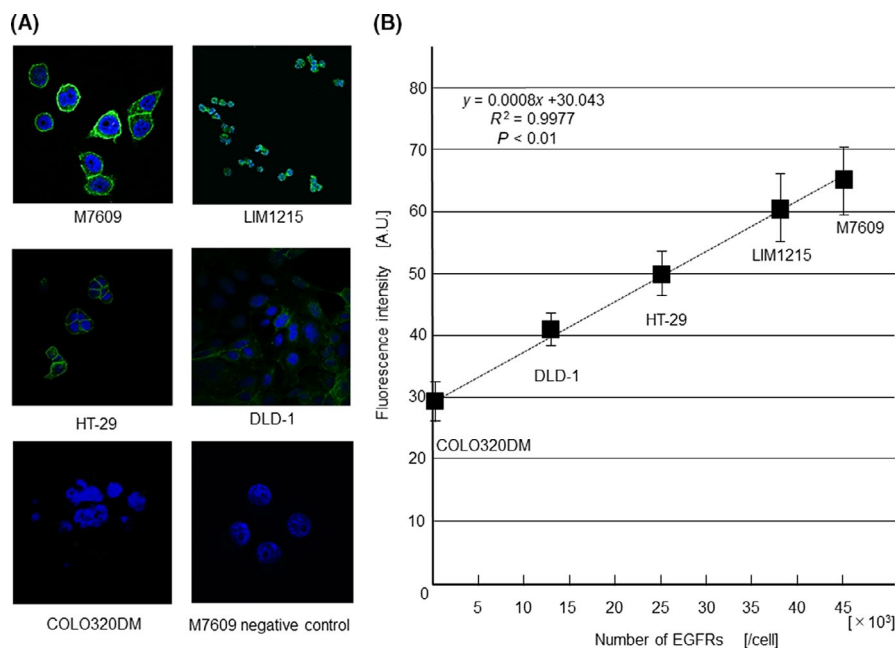 (A)
M7609
LIM1215
HT-29
DLD-1
COLO320DM
M7609 negative control
(B)
y = 0.0008x +30.043
R² = 0.9977
P < 0.01
Fluorescence intensity [A.U.]
80
70
60
50
40
30
20
10
0
M7609
LIM1215
HT-29
DLD-1
COLO320DM
5 10 15 20 25 30 35 40 45
[× 10³]
Number of EGFRs [/cell]